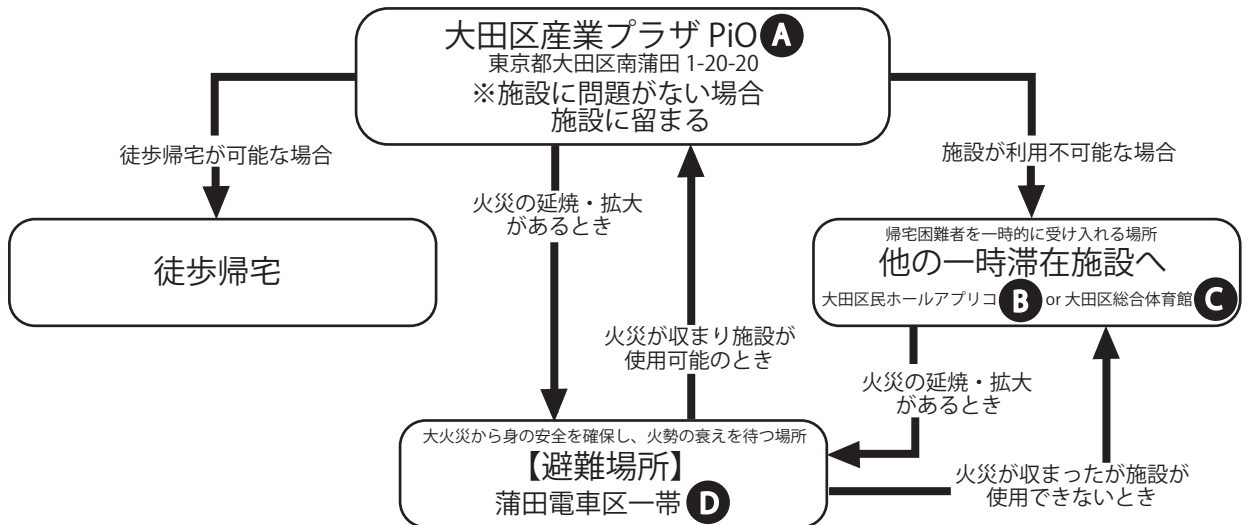 大田区産業プラザ PiO A
東京都大田区南蒲田 1-20-20
※施設に問題がない場合
施設に留まる
徒歩帰宅が可能な場合
火災の延焼・拡大
があるとき
施設が利用不可能な場合
徒歩帰宅
帰宅困難者を一時的に受け入れる場所
他の一時滞在施設へ
大田区民ホールアプリコ B or 大田区総合体育館 C
火災が収まり施設が
使用可能のとき
火災の延焼・拡大
があるとき
大火災から身の安全を確保し、火勢の衰えを待つ場所
【避難場所】
蒲田電車区一帯 D
火災が収まったが施設が
使用できないとき